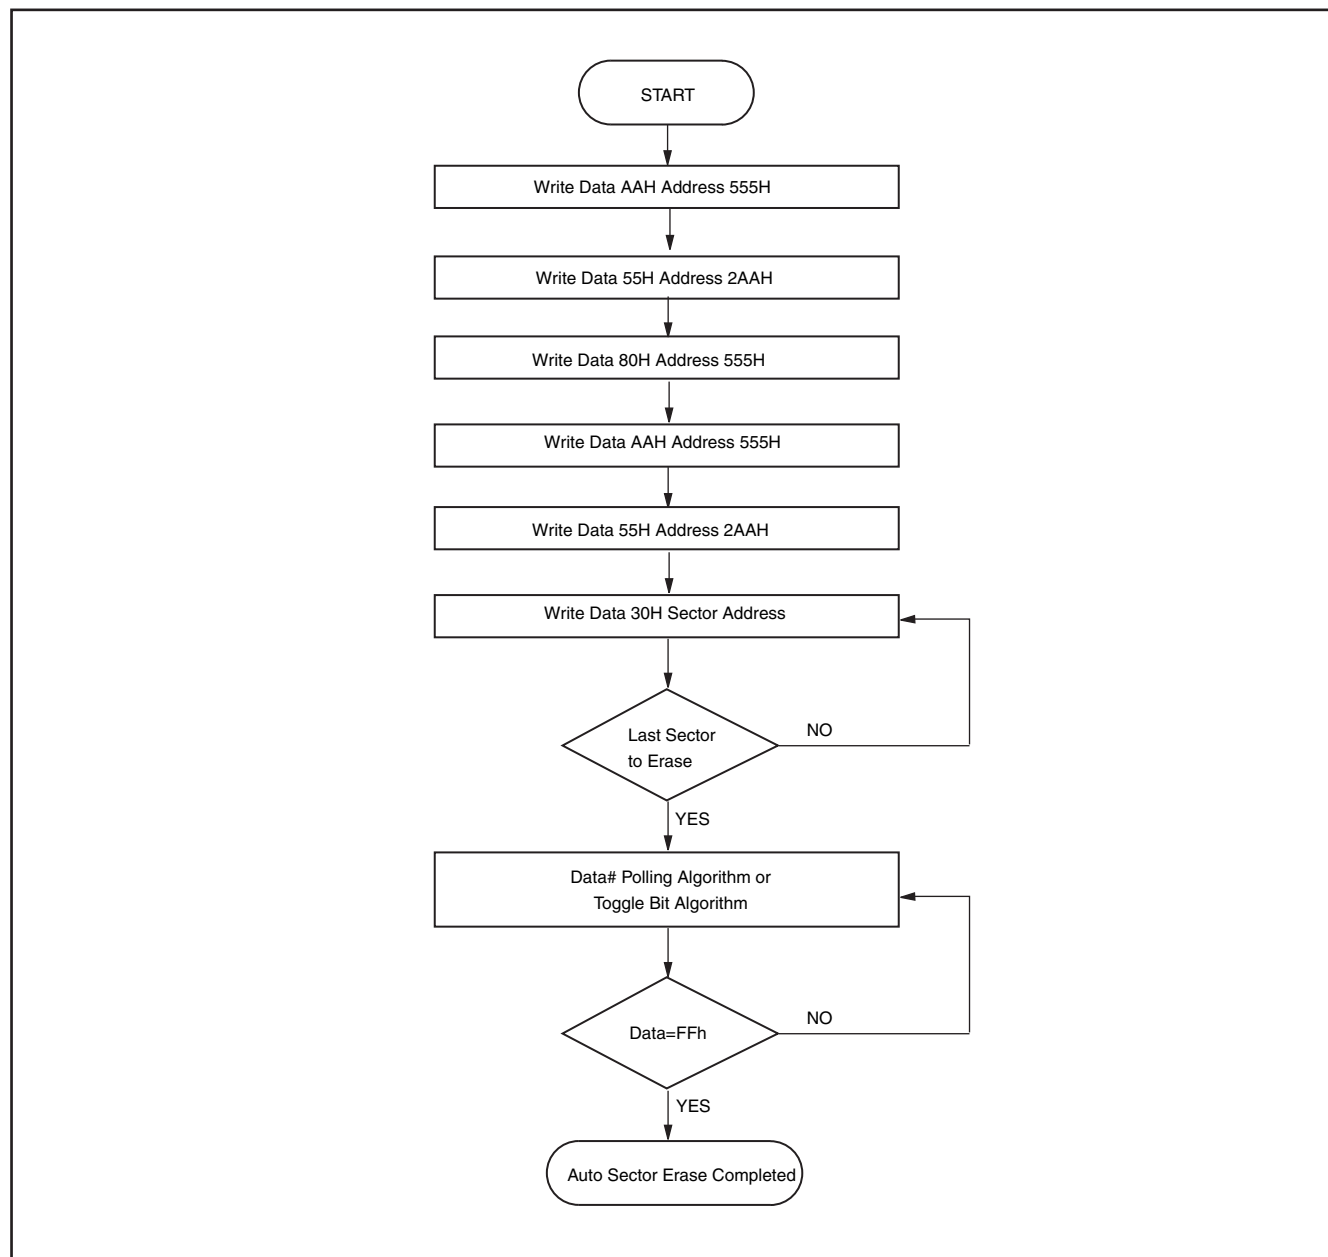 START
Write Data AAH Address 555H
Write Data 55H Address 2AAH
Write Data 80H Address 555H
Write Data AAH Address 555H
Write Data 55H Address 2AAH
Write Data 30H Sector Address
Last Sector
to Erase
NO
YES
Data# Polling Algorithm or
Toggle Bit Algorithm
Data=FFh
NO
YES
Auto Sector Erase Completed